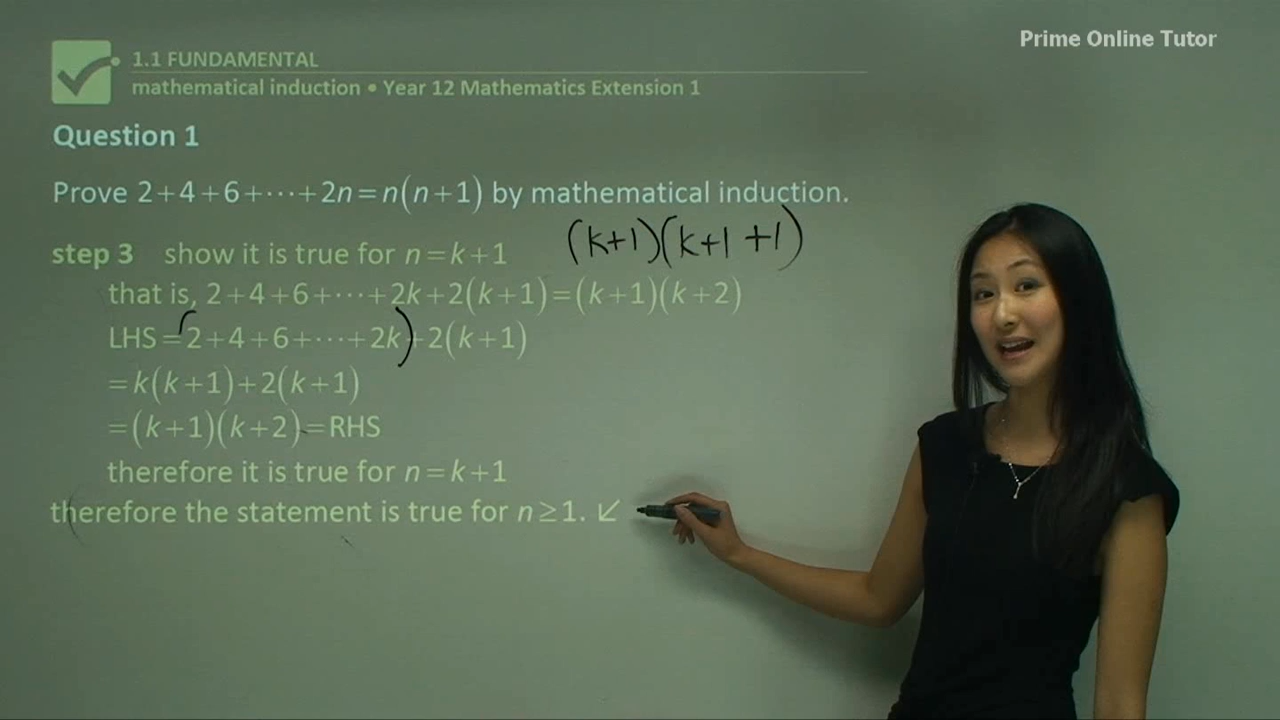 Prime Online Tutor
1.1 FUNDAMENTAL
mathematical induction • Year 12 Mathematics Extension 1
Question 1
Prove 2+4+6+⋯+2n=n(n+1) by mathematical induction.
(k+1)(k+1+1)
step 3 show it is true for n=k+1
that is, 2+4+6+⋯+2k+2(k+1)=(k+1)(k+2)
LHS=(2+4+6+⋯+2k)+2(k+1)
=k(k+1)+2(k+1)
=(k+1)(k+2)=RHS
therefore it is true for n=k+1
therefore the statement is true for n≥1. ↙